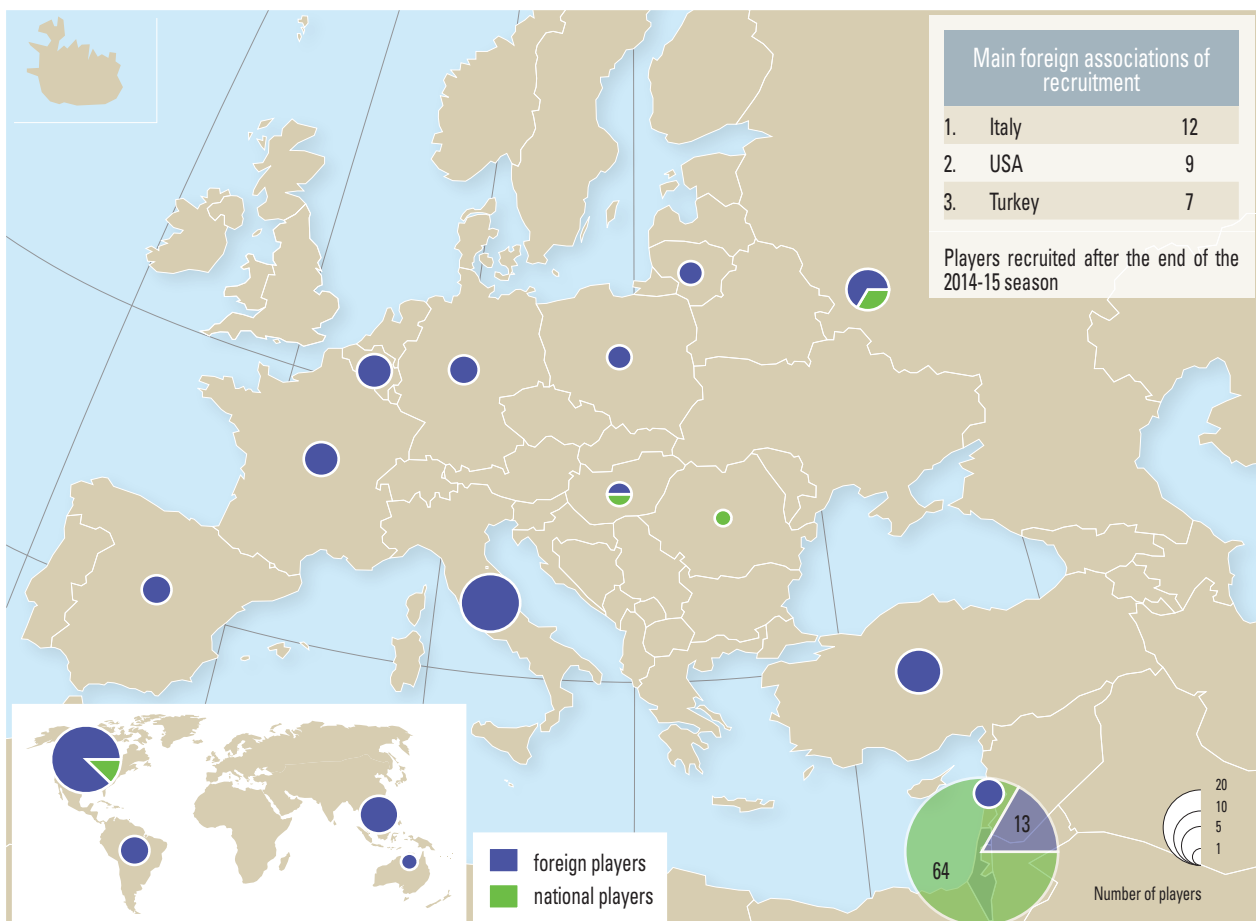 Main foreign associations of
recruitment
1. Italy 12
2. USA 9
3. Turkey 7
Players recruited after the end of the
2014-15 season
13
64
20
10
5
1
Number of players
foreign players
national players